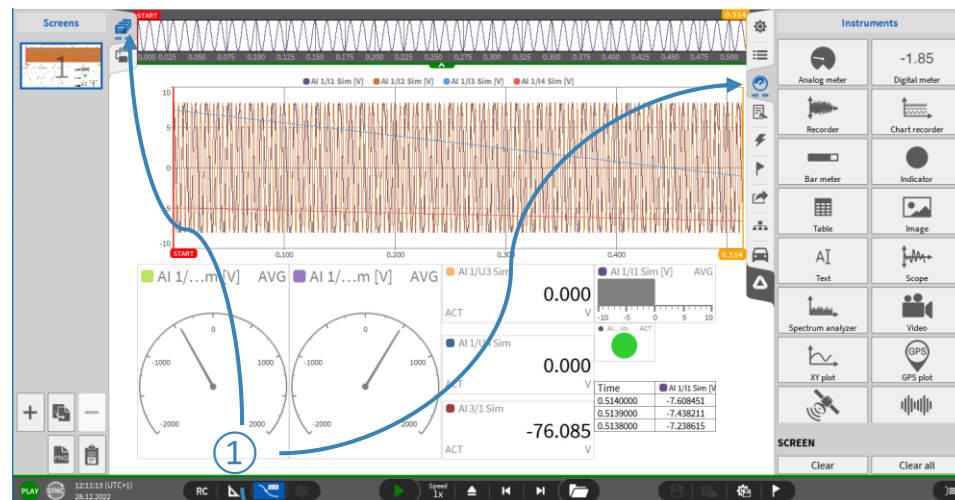 Screens
1
START
0.514
0.000 0.025 0.050 0.075 0.100 0.125 0.150 0.175 0.200 0.225 0.250 0.275 0.300 0.325 0.350 0.375 0.400 0.425 0.450 0.475 0.500
AI 1/I1 Sim [V] AI 1/I2 Sim [V] AI 1/I3 Sim [V] AI 1/I4 Sim [V]
10
5
0
-5
-10
START
0.100 0.200 0.300 0.400
0.514
AI 1/...m [V] AVG
0
-1000 1000
-2000 2000
AI 1/...m [V] AVG
0
-1000 1000
-2000 2000
AI 1/U3 Sim
0.000
ACT V
AI 1/U4 Sim
0.000
ACT V
AI 3/1 Sim
-76.085
ACT V
AI 1/I1 Sim [V] AVG
-10 -5 0 5 10
AI...im ACT
Time AI 1/I1 Sim [V
0.5140000 -7.608451
0.5139000 -7.438211
0.5138000 -7.238615
1
Instruments
-1.85
Analog meter Digital meter
Recorder Chart recorder
Bar meter Indicator
Table Image
AI
Text Scope
Spectrum analyzer Video
GPS
XY plot GPS plot
SCREEN
Clear Clear all
PNG
PLAY SYNC
12:11:13 (UTC+1)
28.12.2022
RC
Speed
1x